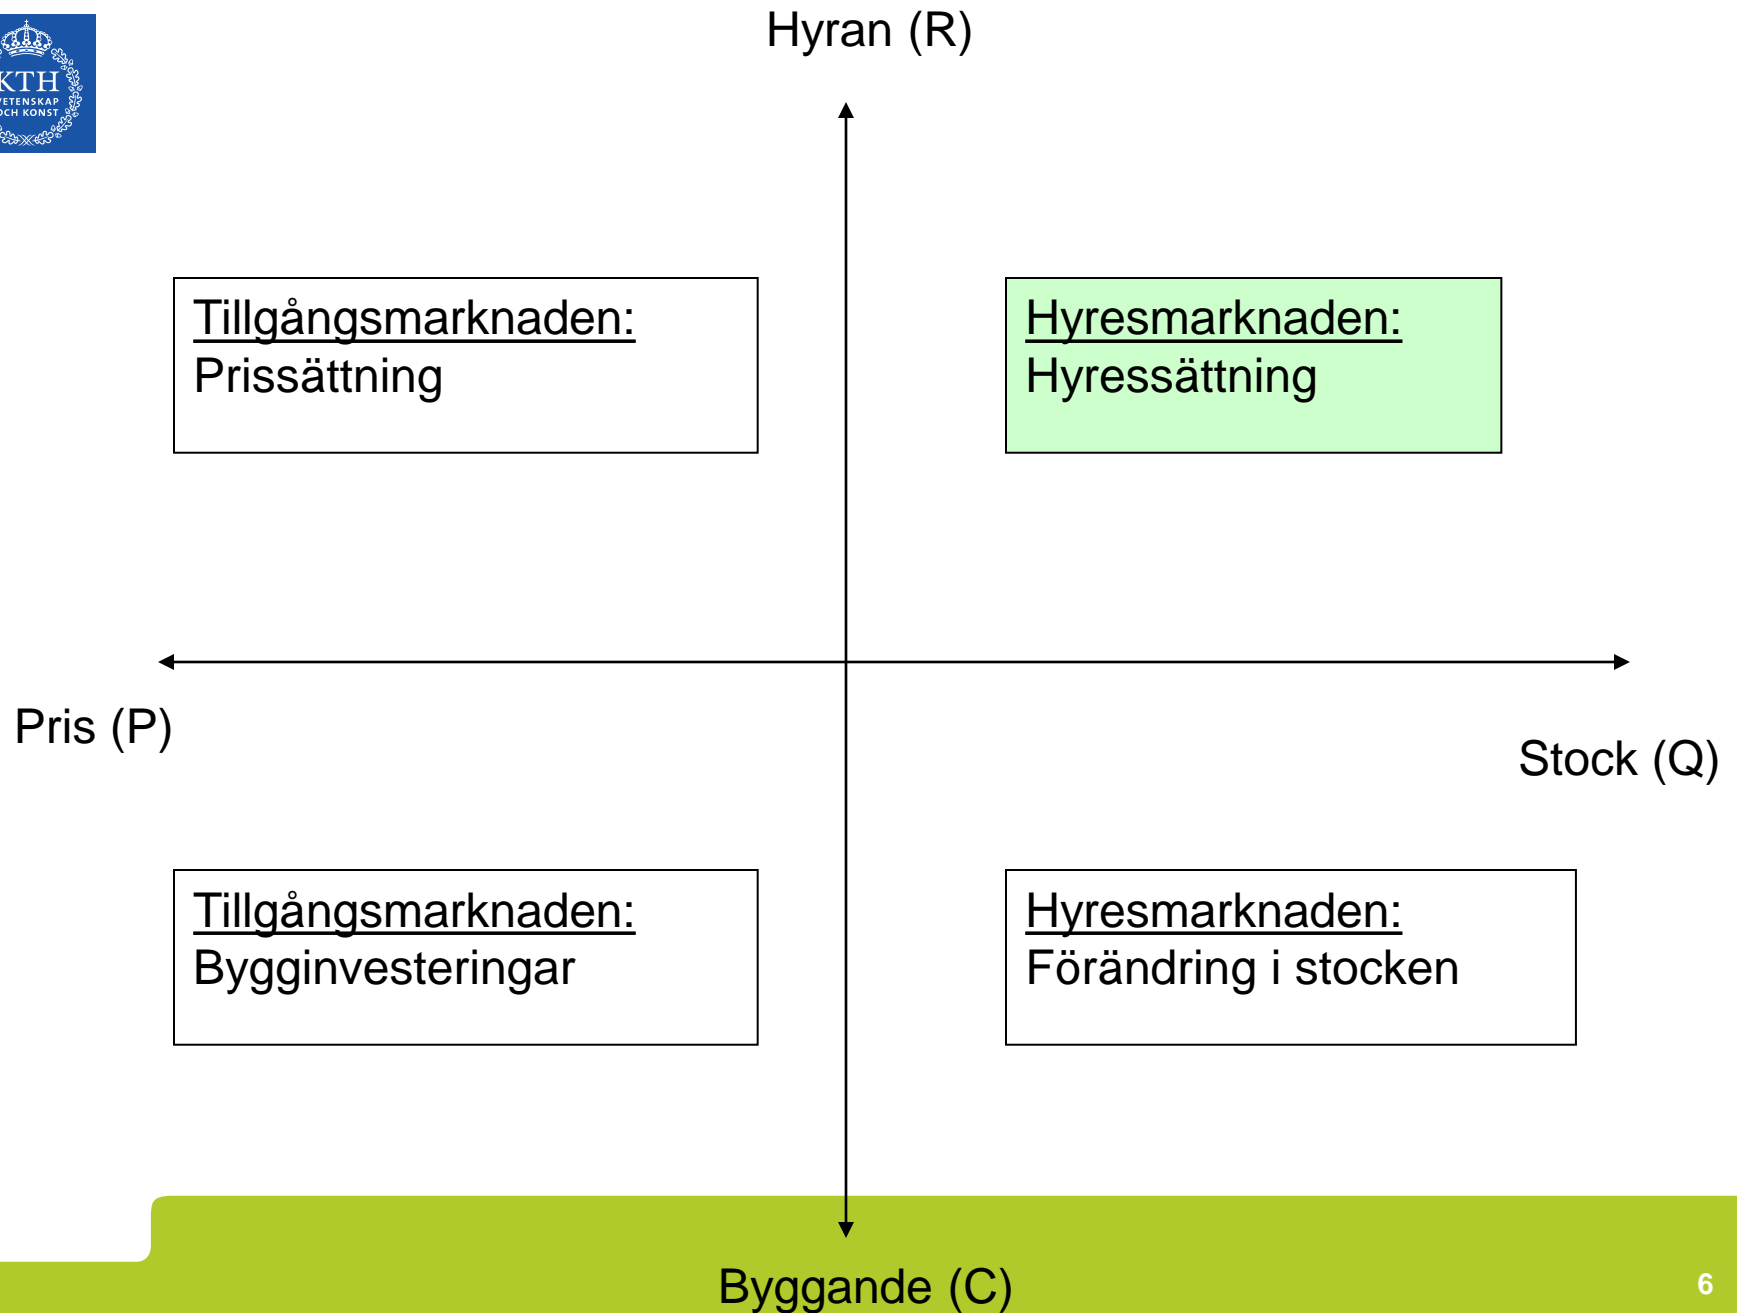 Hyran (R)
KTH
VETENSKAP
OCH KONST
Tillgångsmarknaden:
Prissättning
Hyresmarknaden:
Hyressättning
Pris (P)
Stock (Q)
Tillgångsmarknaden:
Bygginvesteringar
Hyresmarknaden:
Förändring i stocken
Byggande (C)
6